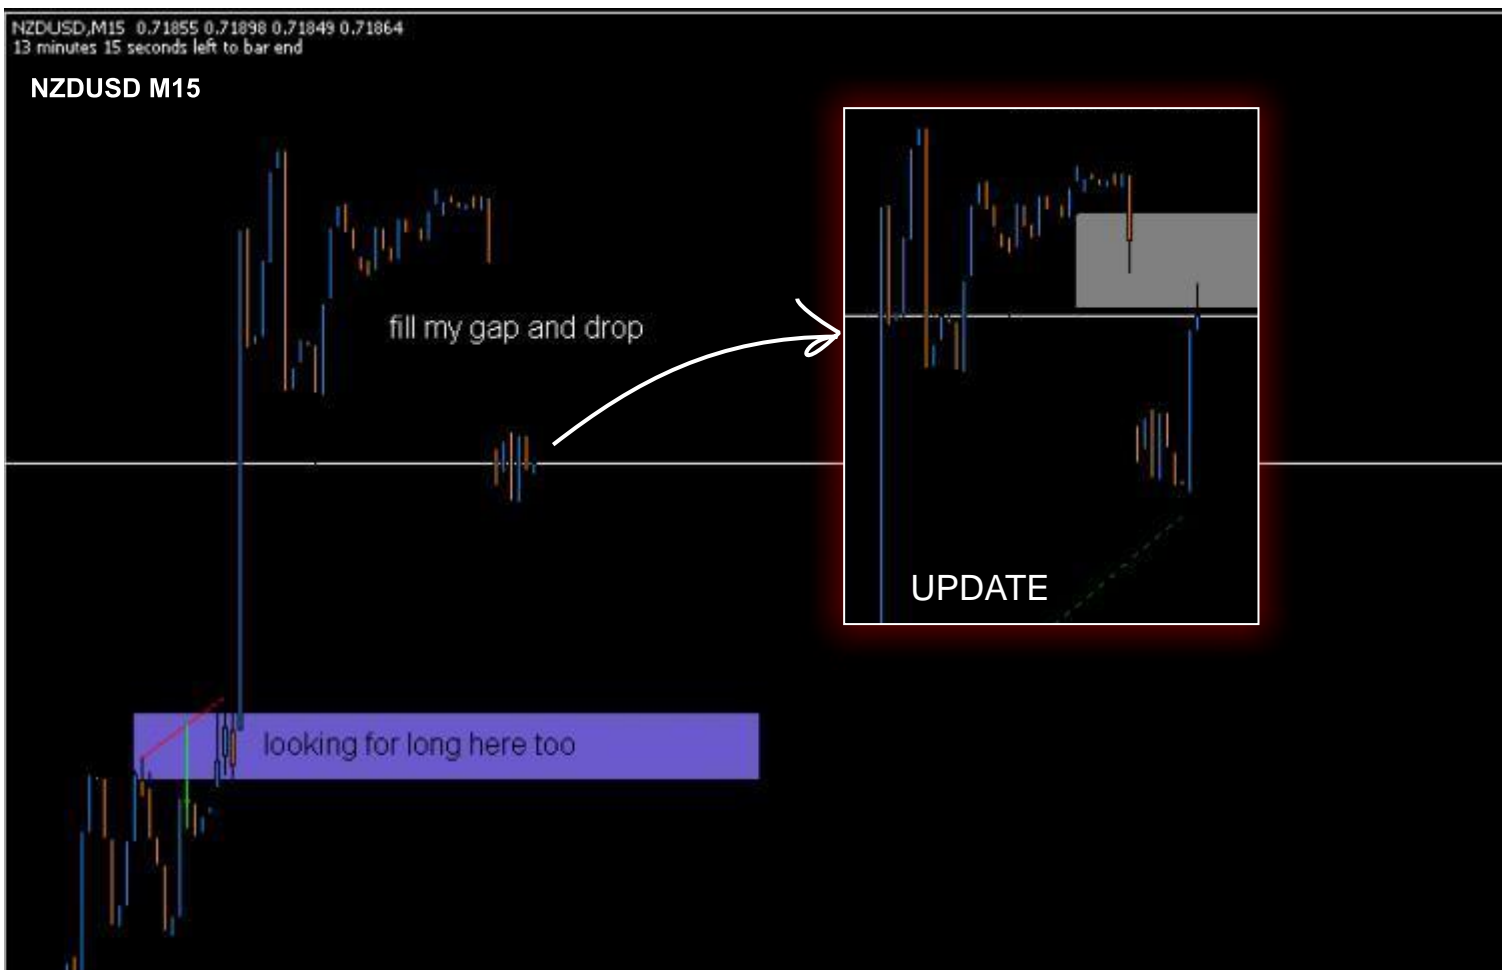 NZDUSD,M15 0.71855 0.71898 0.71849 0.71864
13 minutes 15 seconds left to bar end
NZDUSD M15
fill my gap and drop
UPDATE
looking for long here too